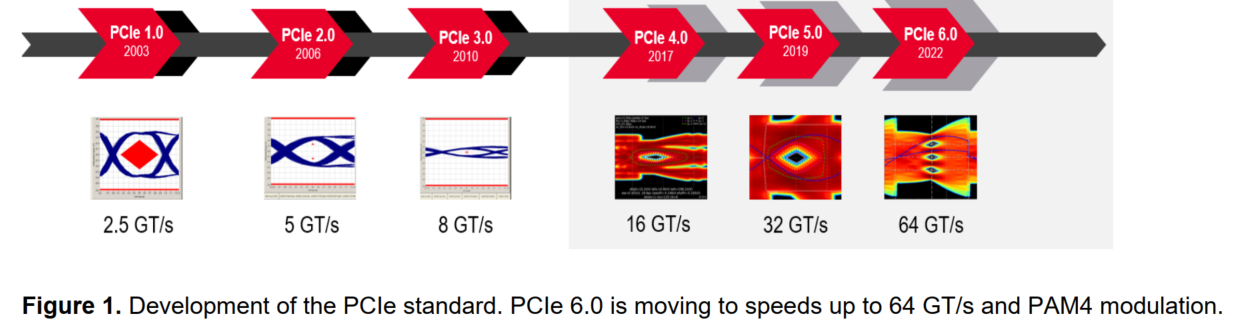 PCIe 1.0
2003
PCIe 2.0
2006
PCIe 3.0
2010
PCIe 4.0
2017
PCIe 5.0
2019
PCIe 6.0
2022
2.5 GT/s
5 GT/s
8 GT/s
16 GT/s
32 GT/s
64 GT/s
Figure 1. Development of the PCIe standard. PCIe 6.0 is moving to speeds up to 64 GT/s and PAM4 modulation.